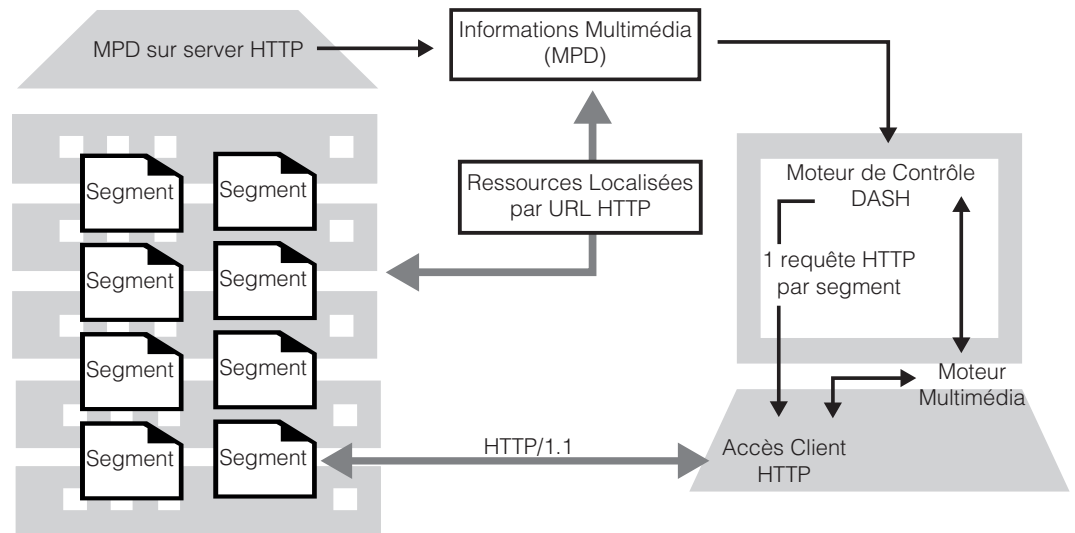 MPD sur server HTTP
Informations Multimédia
(MPD)
Ressources Localisées
par URL HTTP
Segment
Segment
Segment
Segment
Segment
Segment
Segment
Segment
HTTP/1.1
Moteur de Contrôle
DASH
1 requête HTTP
par segment
Moteur
Multimédia
Accès Client
HTTP